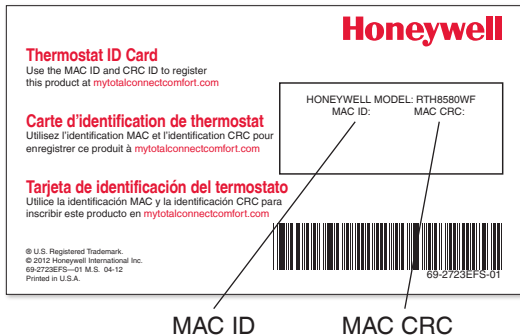 Honeywell
Thermostat ID Card
Use the MAC ID and CRC ID to register
this product at mytotalconnectcomfort.com
HONEYWELL MODEL: RTH8580WF
MAC ID: MAC CRC:
Carte d'identification de thermostat
Utilisez l'identification MAC et l'identification CRC pour
enregistrer ce produit à mytotalconnectcomfort.com
Tarjeta de identificación del termostato
Utilice la identificación MAC y la identificación CRC para
inscribir este producto en mytotalconnectcomfort.com
® U.S. Registered Trademark.
© 2012 Honeywell International Inc.
69-2723EFS—01 M.S. 04-12
Printed in U.S.A.
69-2723EFS-01
MAC ID MAC CRC